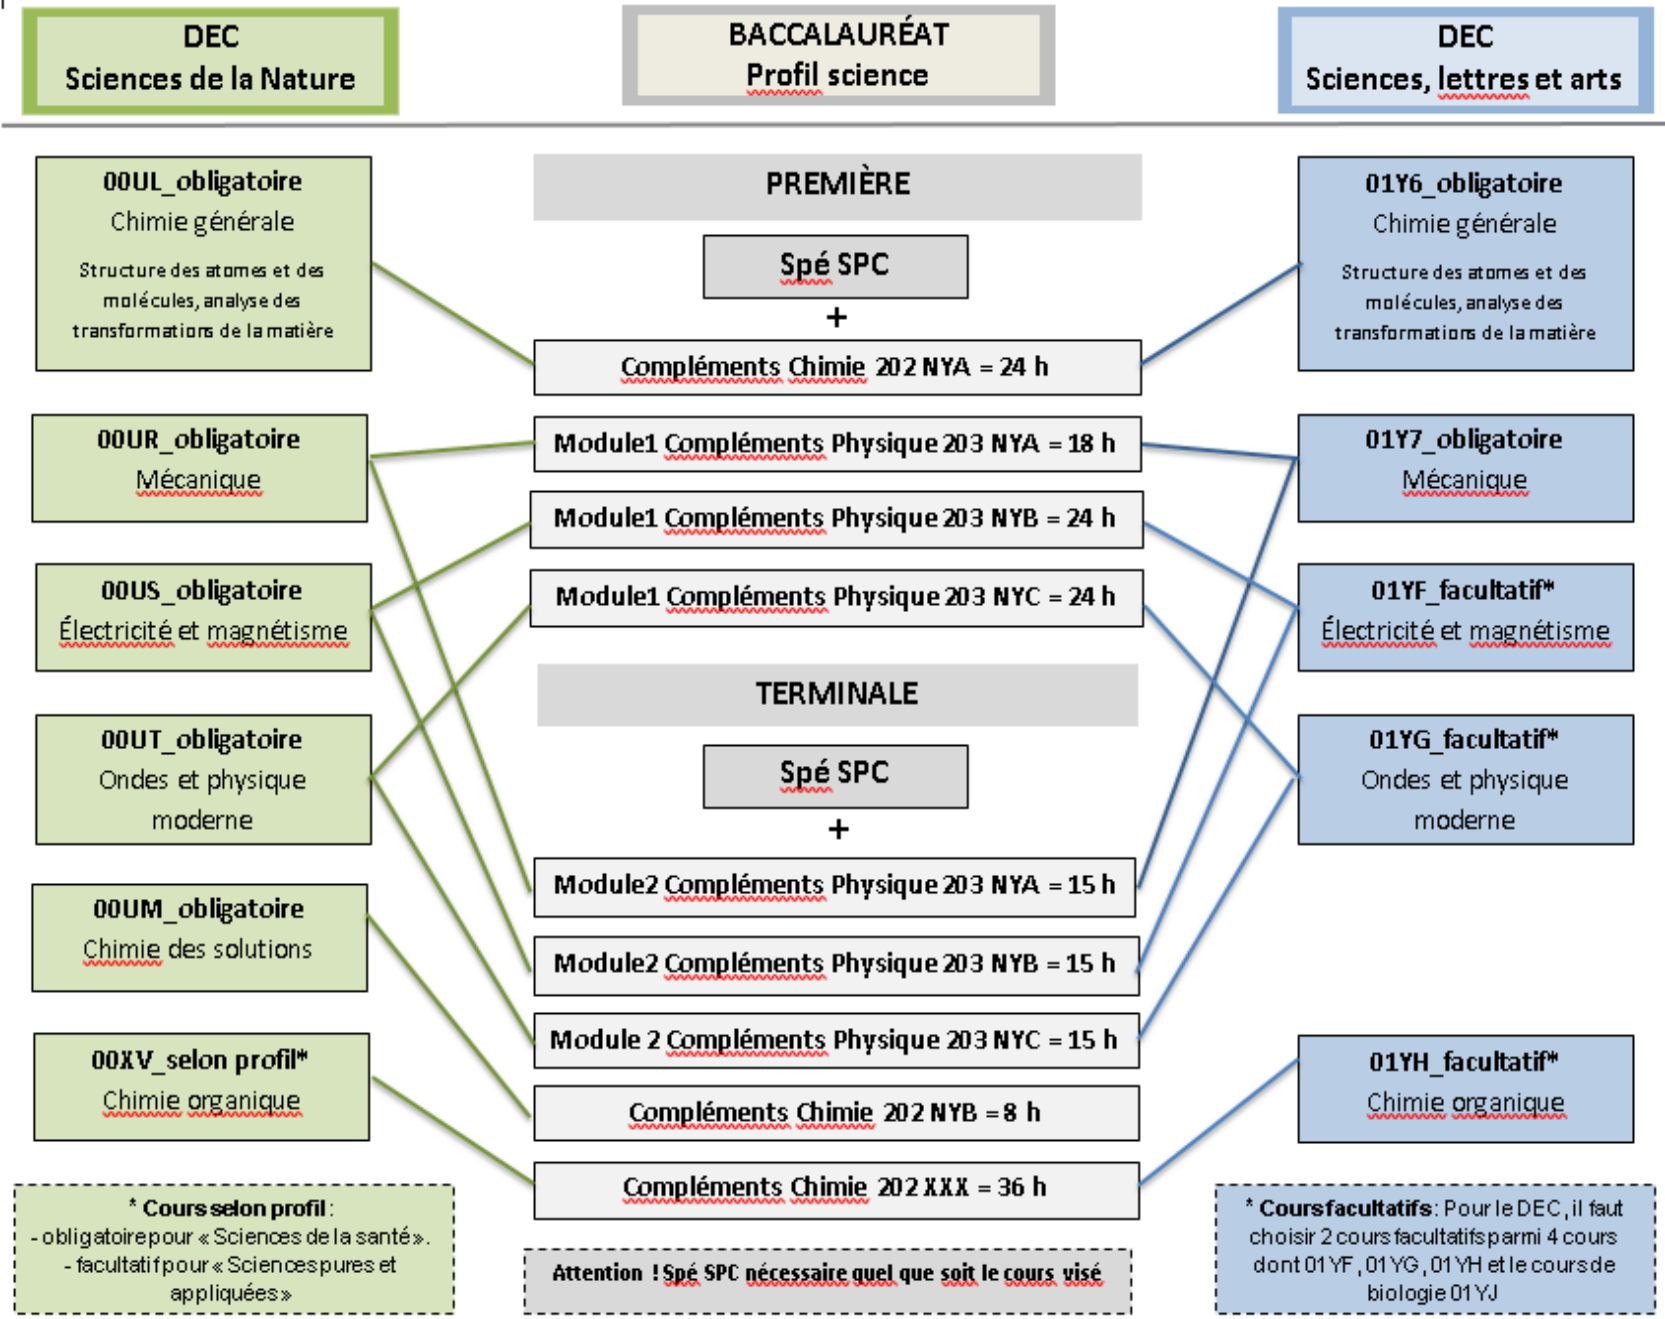 DEC
Sciences de la Nature
BACCALAURÉAT
Profil science
DEC
Sciences, lettres et arts
00UL_obligatoire
Chimie générale
Structure des atomes et des
molécules, analyse des
transformations de la matière
00UR_obligatoire
Mécanique
00US_obligatoire
Électricité et magnétisme
00UT_obligatoire
Ondes et physique
moderne
00UM_obligatoire
Chimie des solutions
00XV_selon profil*
Chimie organique
* Cours selon profil :
- obligatoire pour « Sciences de la santé ».
- facultatif pour « Sciences pures et
appliquées »
PREMIÈRE
Spé SPC
+
Compléments Chimie 202 NYA = 24 h
Module1 Compléments Physique 203 NYA = 18 h
Module1 Compléments Physique 203 NYB = 24 h
Module1 Compléments Physique 203 NYC = 24 h
TERMINALE
Spé SPC
+
Module2 Compléments Physique 203 NYA = 15 h
Module2 Compléments Physique 203 NYB = 15 h
Module 2 Compléments Physique 203 NYC = 15 h
Compléments Chimie 202 NYB = 8 h
Compléments Chimie 202 XXX = 36 h
Attention ! Spé SPC nécessaire quel que soit le cours visé
01Y6_obligatoire
Chimie générale
Structure des atomes et des
molécules, analyse des
transformations de la matière
01Y7_obligatoire
Mécanique
01YF_facultatif*
Électricité et magnétisme
01YG_facultatif*
Ondes et physique
moderne
01YH_facultatif*
Chimie organique
* Cours facultatifs : Pour le DEC, il faut
choisir 2 cours facultatifs parmi 4 cours
dont 01YF, 01YG, 01YH et le cours de
biologie 01YJ